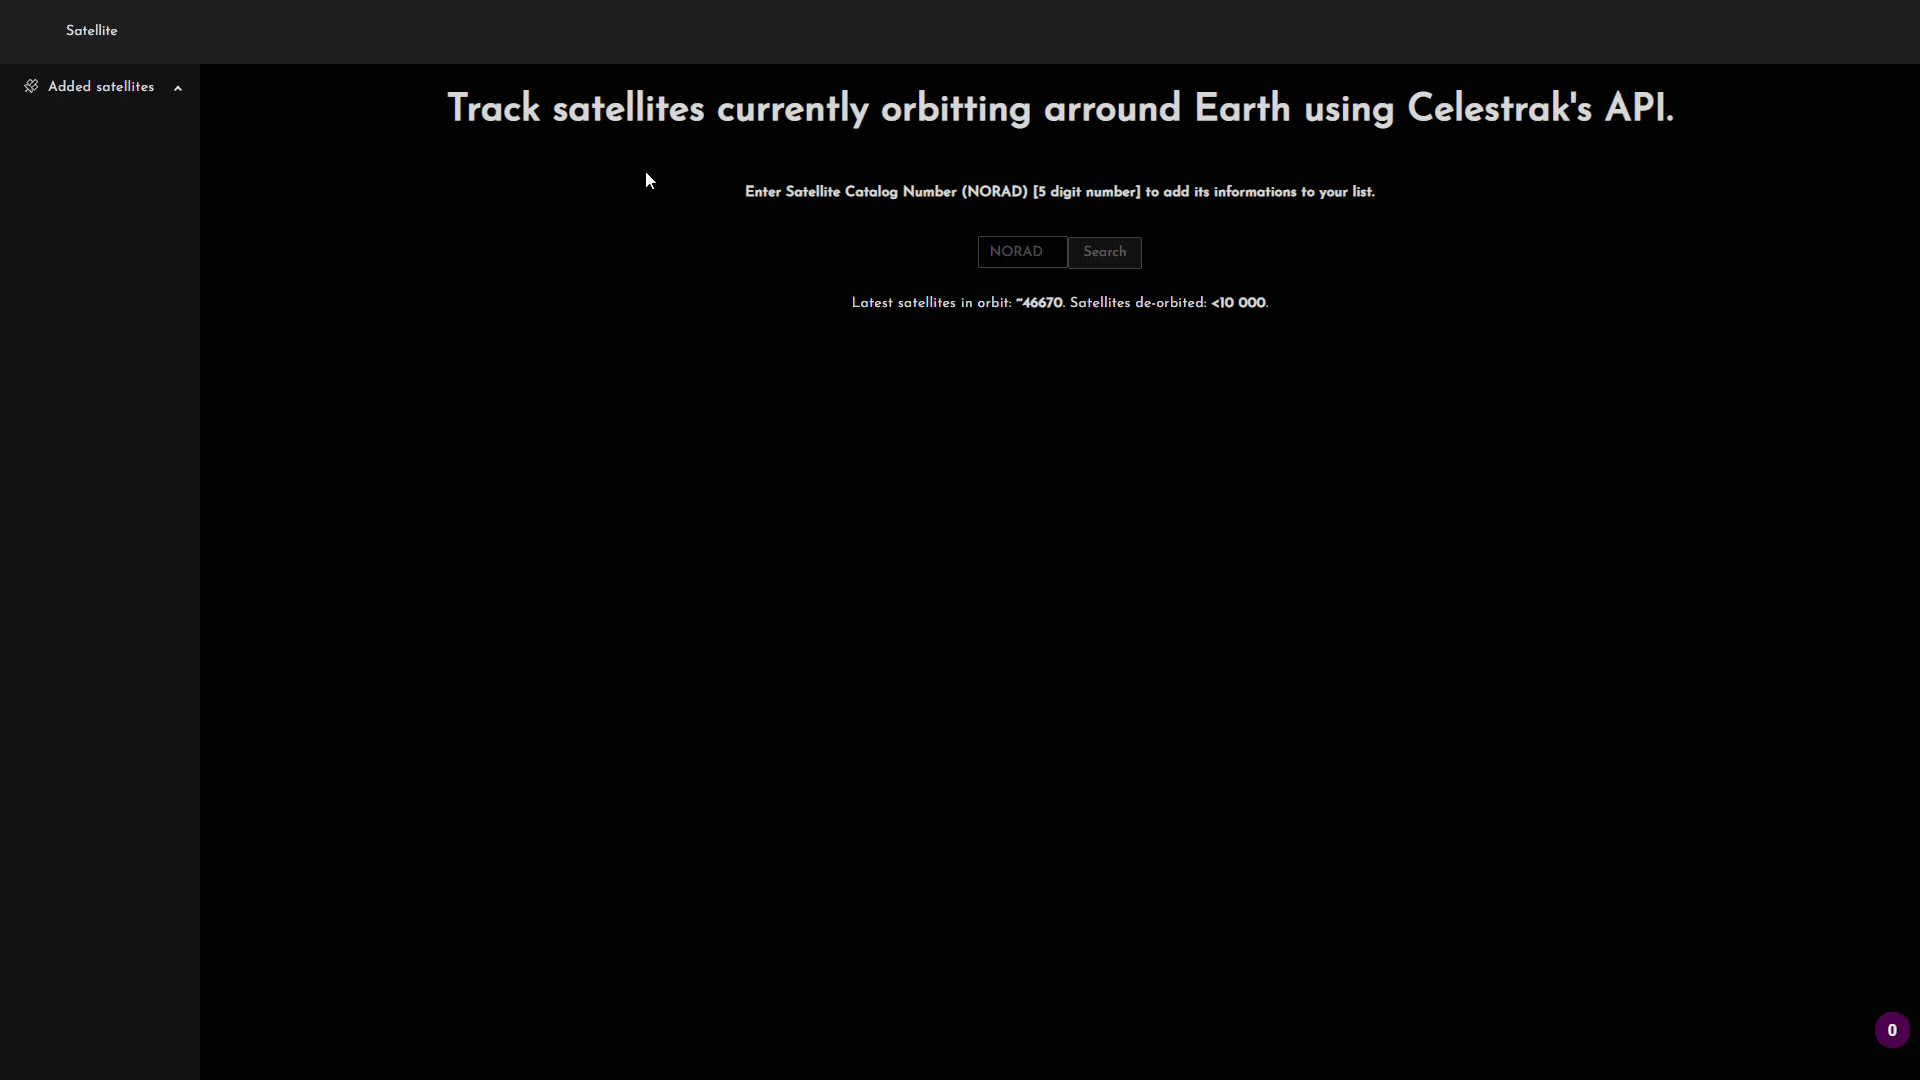 Satellite
Added satellites
Track satellites currently orbitting arround Earth using Celestrak's API.
Enter Satellite Catalog Number (NORAD) [5 digit number] to add its informations to your list.
NORAD Search
Latest satellites in orbit: ~46670. Satellites de-orbited: <10 000.
0